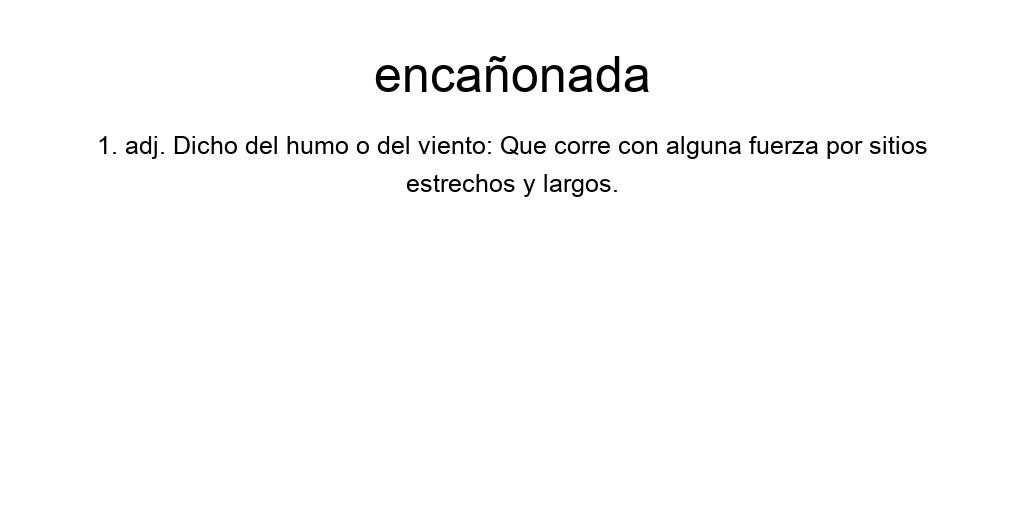 encañonada
1. adj. Dicho del humo o del viento: Que corre con alguna fuerza por sitios
estrechos y largos.